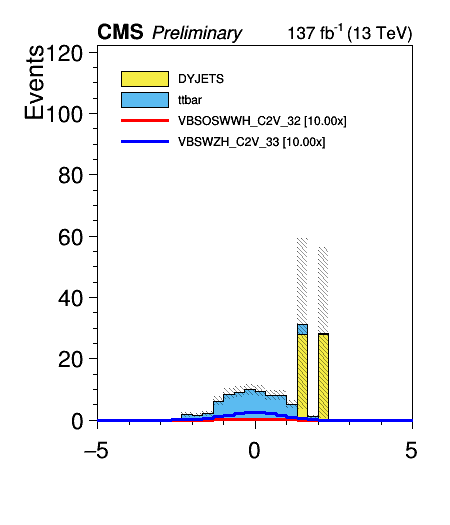 CMS Preliminary 137 fb-1 (13 TeV)
Events
120
100
80
60
40
20
0
DYJETS
ttbar
VBSOSWWH_C2V_32 [10.00x]
VBSWZH_C2V_33 [10.00x]
−5 0 5